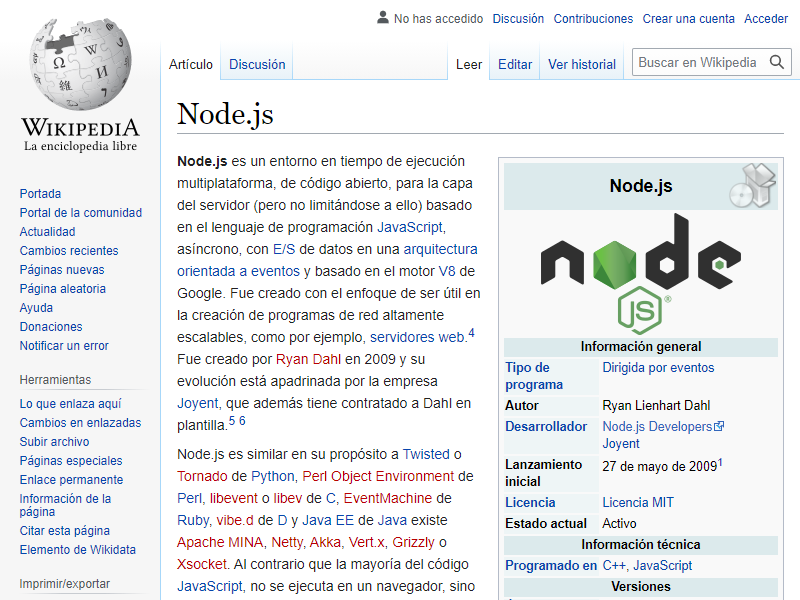 No has accedido Discusión Contribuciones Crear una cuenta Acceder
Artículo Discusión Leer Editar Ver historial Buscar en Wikipedia
WIKIPEDIA
La enciclopedia libre
Portada
Portal de la comunidad
Actualidad
Cambios recientes
Páginas nuevas
Página aleatoria
Ayuda
Donaciones
Notificar un error
Herramientas
Lo que enlaza aquí
Cambios en enlazadas
Subir archivo
Páginas especiales
Enlace permanente
Información de la
página
Citar esta página
Elemento de Wikidata
Imprimir/exportar
Node.js
Node.js es un entorno en tiempo de ejecución
multiplataforma, de código abierto, para la capa
del servidor (pero no limitándose a ello) basado
en el lenguaje de programación JavaScript,
asíncrono, con E/S de datos en una arquitectura
orientada a eventos y basado en el motor V8 de
Google. Fue creado con el enfoque de ser útil en
la creación de programas de red altamente
escalables, como por ejemplo, servidores web.4
Fue creado por Ryan Dahl en 2009 y su
evolución está apadrinada por la empresa
Joyent, que además tiene contratado a Dahl en
plantilla.5 6
Node.js es similar en su propósito a Twisted o
Tornado de Python, Perl Object Environment de
Perl, libevent o libev de C, EventMachine de
Ruby, vibe.d de D y Java EE de Java existe
Apache MINA, Netty, Akka, Vert.x, Grizzly o
Xsocket. Al contrario que la mayoría del código
JavaScript, no se ejecuta en un navegador, sino
Node.js
node
JS®
Información general
Tipo de
programa
Dirigida por eventos
Autor Ryan Lienhart Dahl
Desarrollador Node.js Developers
Joyent
Lanzamiento
inicial
27 de mayo de 20091
Licencia Licencia MIT
Estado actual Activo
Información técnica
Programado en C++, JavaScript
Versiones